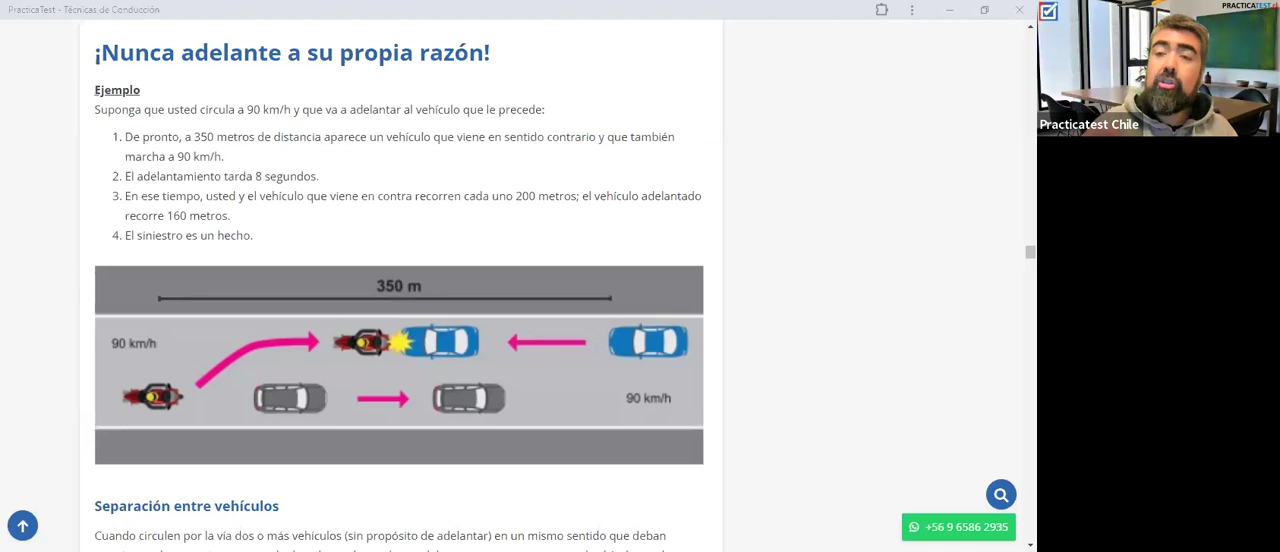 PracticaTest - Técnicas de Conducción
PRACTICATEST.cl
¡Nunca adelante a su propia razón!
Ejemplo
Suponga que usted circula a 90 km/h y que va a adelantar al vehículo que le precede:
1. De pronto, a 350 metros de distancia aparece un vehículo que viene en sentido contrario y que también
marcha a 90 km/h.
2. El adelantamiento tarda 8 segundos.
3. En ese tiempo, usted y el vehículo que viene en contra recorren cada uno 200 metros; el vehículo adelantado
recorre 160 metros.
4. El siniestro es un hecho.
Practicatest Chile
350 m
90 km/h
90 km/h
Separación entre vehículos
Cuando circulen por la vía dos o más vehículos (sin propósito de adelantar) en un mismo sentido que deban
+56 9 6586 2935